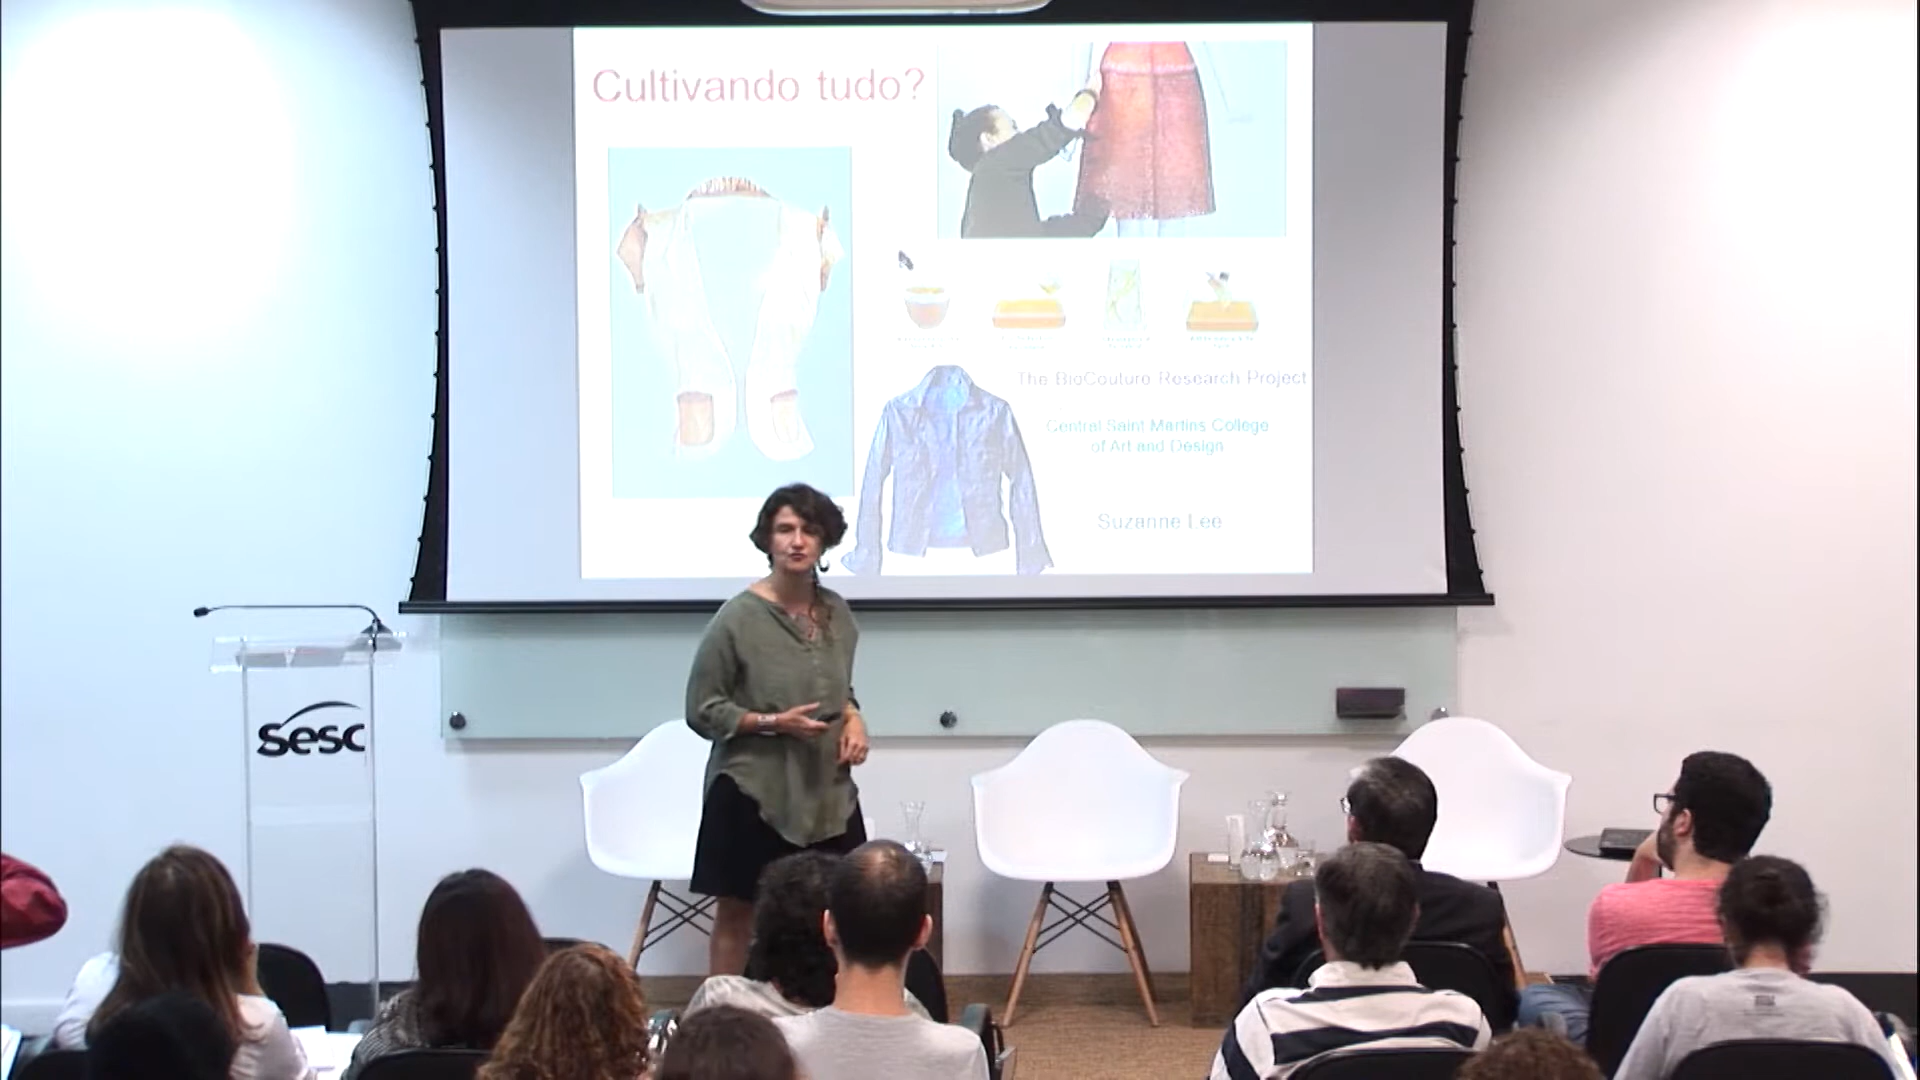 Cultivando tudo?
The BioCouture Research Project
Central Saint Martins College
of Art and Design
Suzanne Lee
sesc